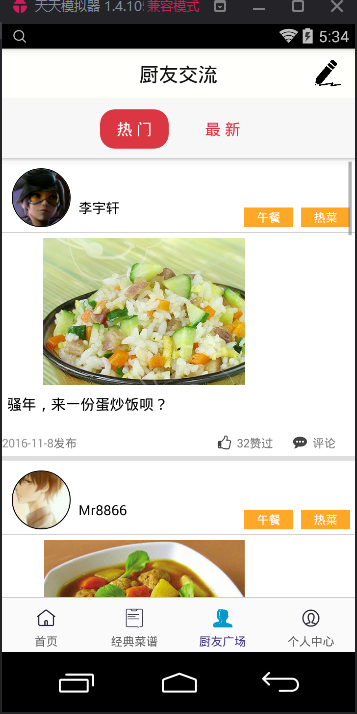 天天模拟器 1.4.10 兼容模式
5:34
厨友交流
热 门 最 新
李宇轩
午餐 热菜
骚年，来一份蛋炒饭呗？
2016-11-8发布 32赞过 评论
Mr8866
午餐 热菜
首页 经典菜谱 厨友广场 个人中心